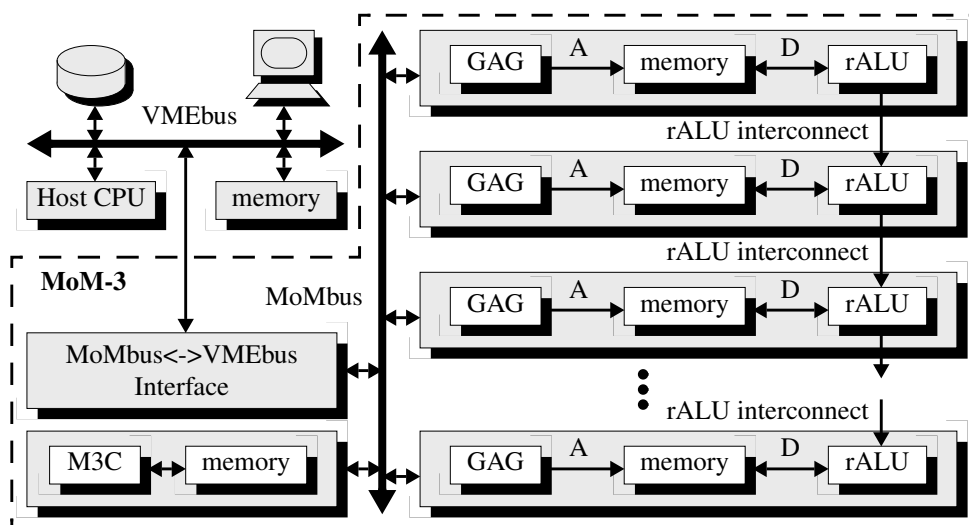 VMEbus
Host CPU
memory
MoM-3
MoMbus
MoMbus<->VMEbus
Interface
M3C
memory
GAG
A
memory
D
rALU
rALU interconnect
GAG
A
memory
D
rALU
rALU interconnect
GAG
A
memory
D
rALU
rALU interconnect
GAG
A
memory
D
rALU